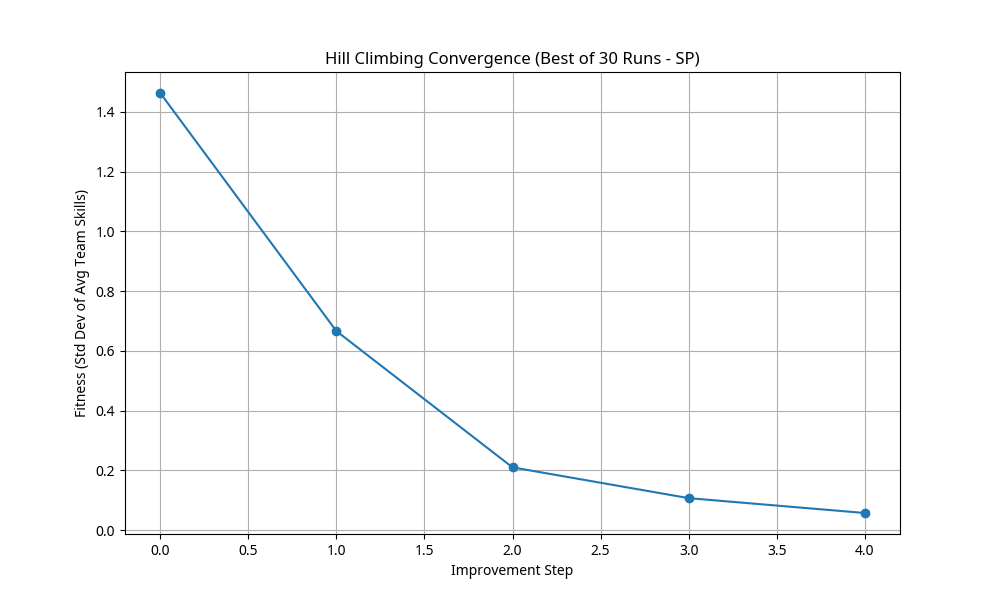 Hill Climbing Convergence (Best of 30 Runs - SP)
Fitness (Std Dev of Avg Team Skills)
1.4
1.2
1.0
0.8
0.6
0.4
0.2
0.0
0.0 0.5 1.0 1.5 2.0 2.5 3.0 3.5 4.0
Improvement Step